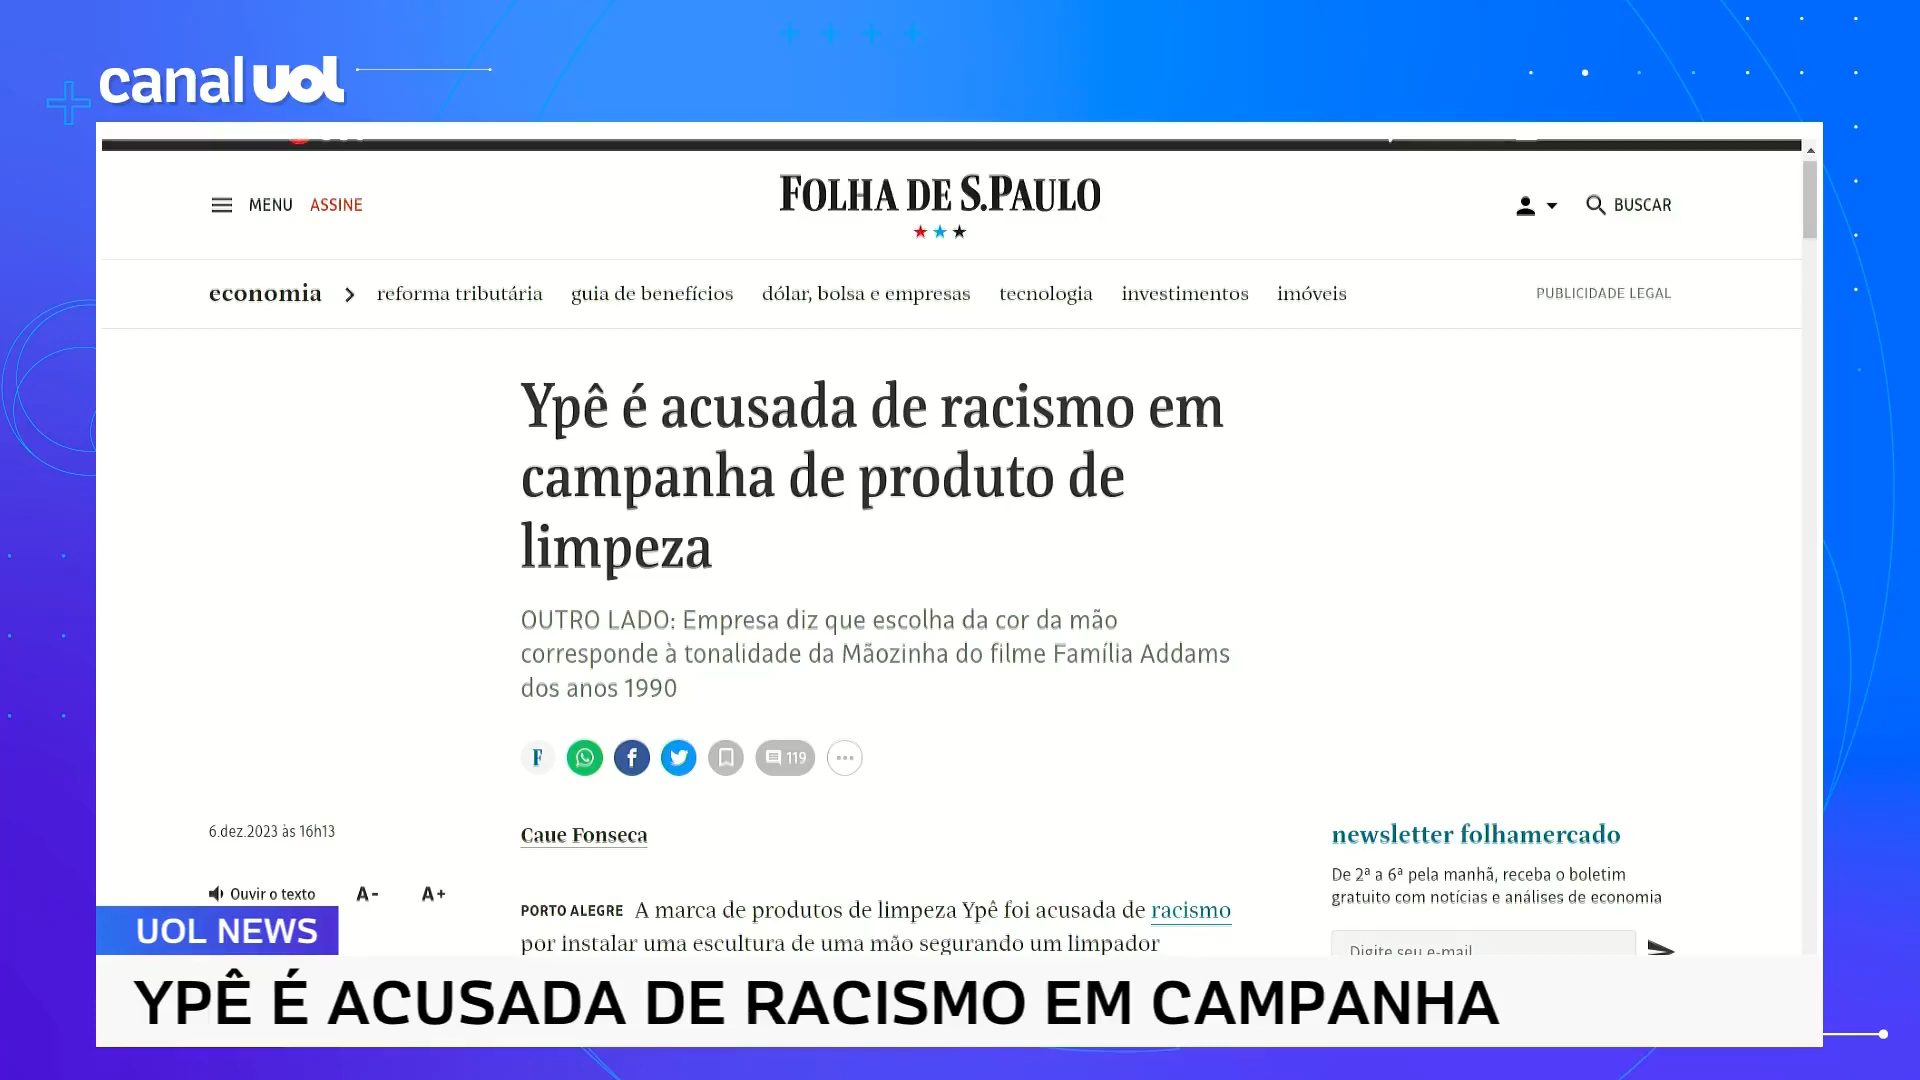 canal uol
MENU ASSINE
FOLHA DE S.PAULO
BUSCAR
economia
reforma tributária guia de benefícios dólar, bolsa e empresas tecnologia investimentos imóveis
PUBLICIDADE LEGAL
Ypê é acusada de racismo em
campanha de produto de
limpeza
OUTRO LADO: Empresa diz que escolha da cor da mão
corresponde à tonalidade da Mãozinha do filme Família Addams
dos anos 1990
F
119
6.dez.2023 às 16h13
Ouvir o texto A- A+
Caue Fonseca
PORTO ALEGRE A marca de produtos de limpeza Ypê foi acusada de racismo
por instalar uma escultura de uma mão segurando um limpador
newsletter folhamercado
De 2ª a 6ª pela manhã, receba o boletim
gratuito com notícias e análises de economia
Digite seu e-mail
UOL NEWS
YPÊ É ACUSADA DE RACISMO EM CAMPANHA